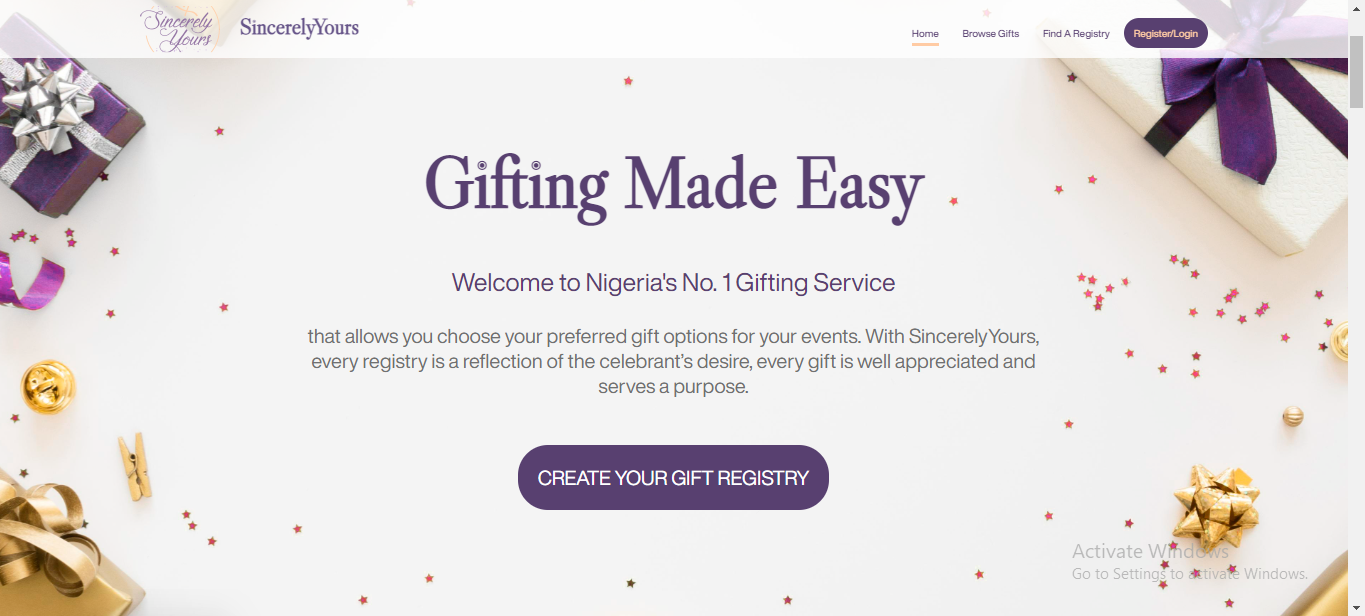 Sincerely
Yours
SincerelyYours
Home
Browse Gifts
Find A Registry
Register/Login
Gifting Made Easy
Welcome to Nigeria's No. 1 Gifting Service
that allows you choose your preferred gift options for your events. With SincerelyYours,
every registry is a reflection of the celebrant’s desire, every gift is well appreciated and
serves a purpose.
CREATE YOUR GIFT REGISTRY
Activate Windows
Go to Settings to activate Windows.